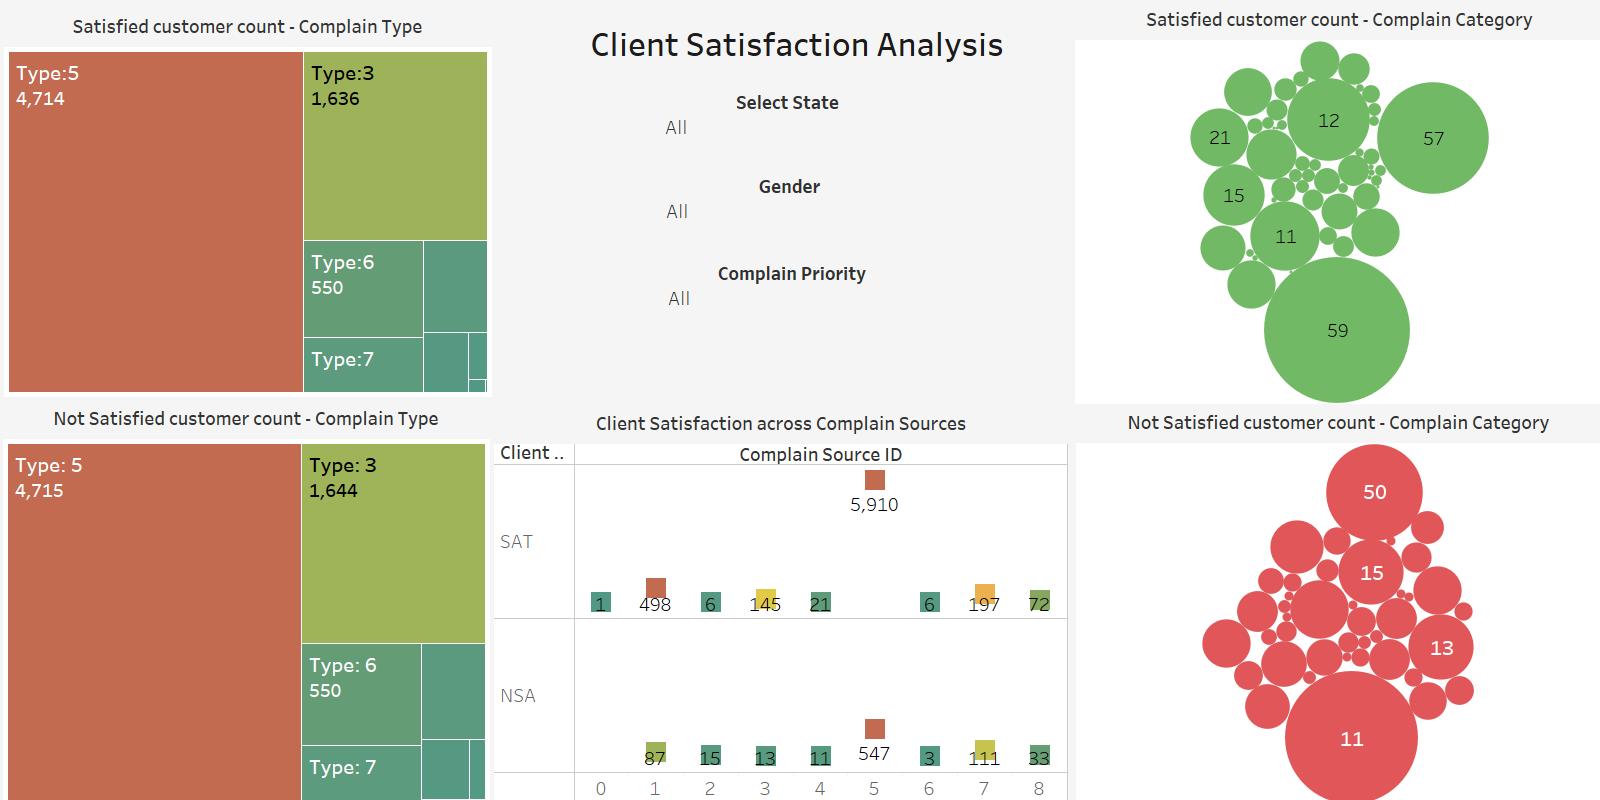 Satisfied customer count - Complain Type
Type:5
4,714
Type:3
1,636
Type:6
550
Type:7
Client Satisfaction Analysis
Select State
All
Gender
All
Complain Priority
All
Satisfied customer count - Complain Category
12
57
21
15
11
59
Not Satisfied customer count - Complain Type
Type: 5
4,715
Type: 3
1,644
Type: 6
550
Type: 7
Client Satisfaction across Complain Sources
Client ..
Complain Source ID
5,910
SAT
1 498 6 145 21 6 197 72
NSA
87 15 13 11 547 3 111 33
0 1 2 3 4 5 6 7 8
Not Satisfied customer count - Complain Category
50
15
13
11